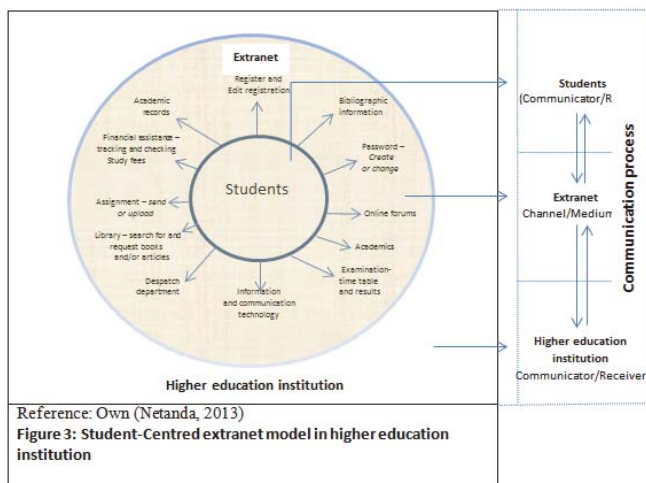 Extranet
Register and
Edit registration
Bibliographic
information
Password – Create
or change
Online forums
Academics
Examination-
time table
and results
Information
and communication
technology
Despatch
department
Library – search for and
request books
and/or articles
Assignment – send
or upload
Financial assistance –
tracking and checking
Study fees
Academic
records
Students
Higher education institution
Students
(Communicator/R
Extranet
Channel/Medium
Higher education
institution
Communicator/Receiver
Communication process
Reference: Own (Netanda, 2013)
Figure 3: Student-Centred extranet model in higher education
institution